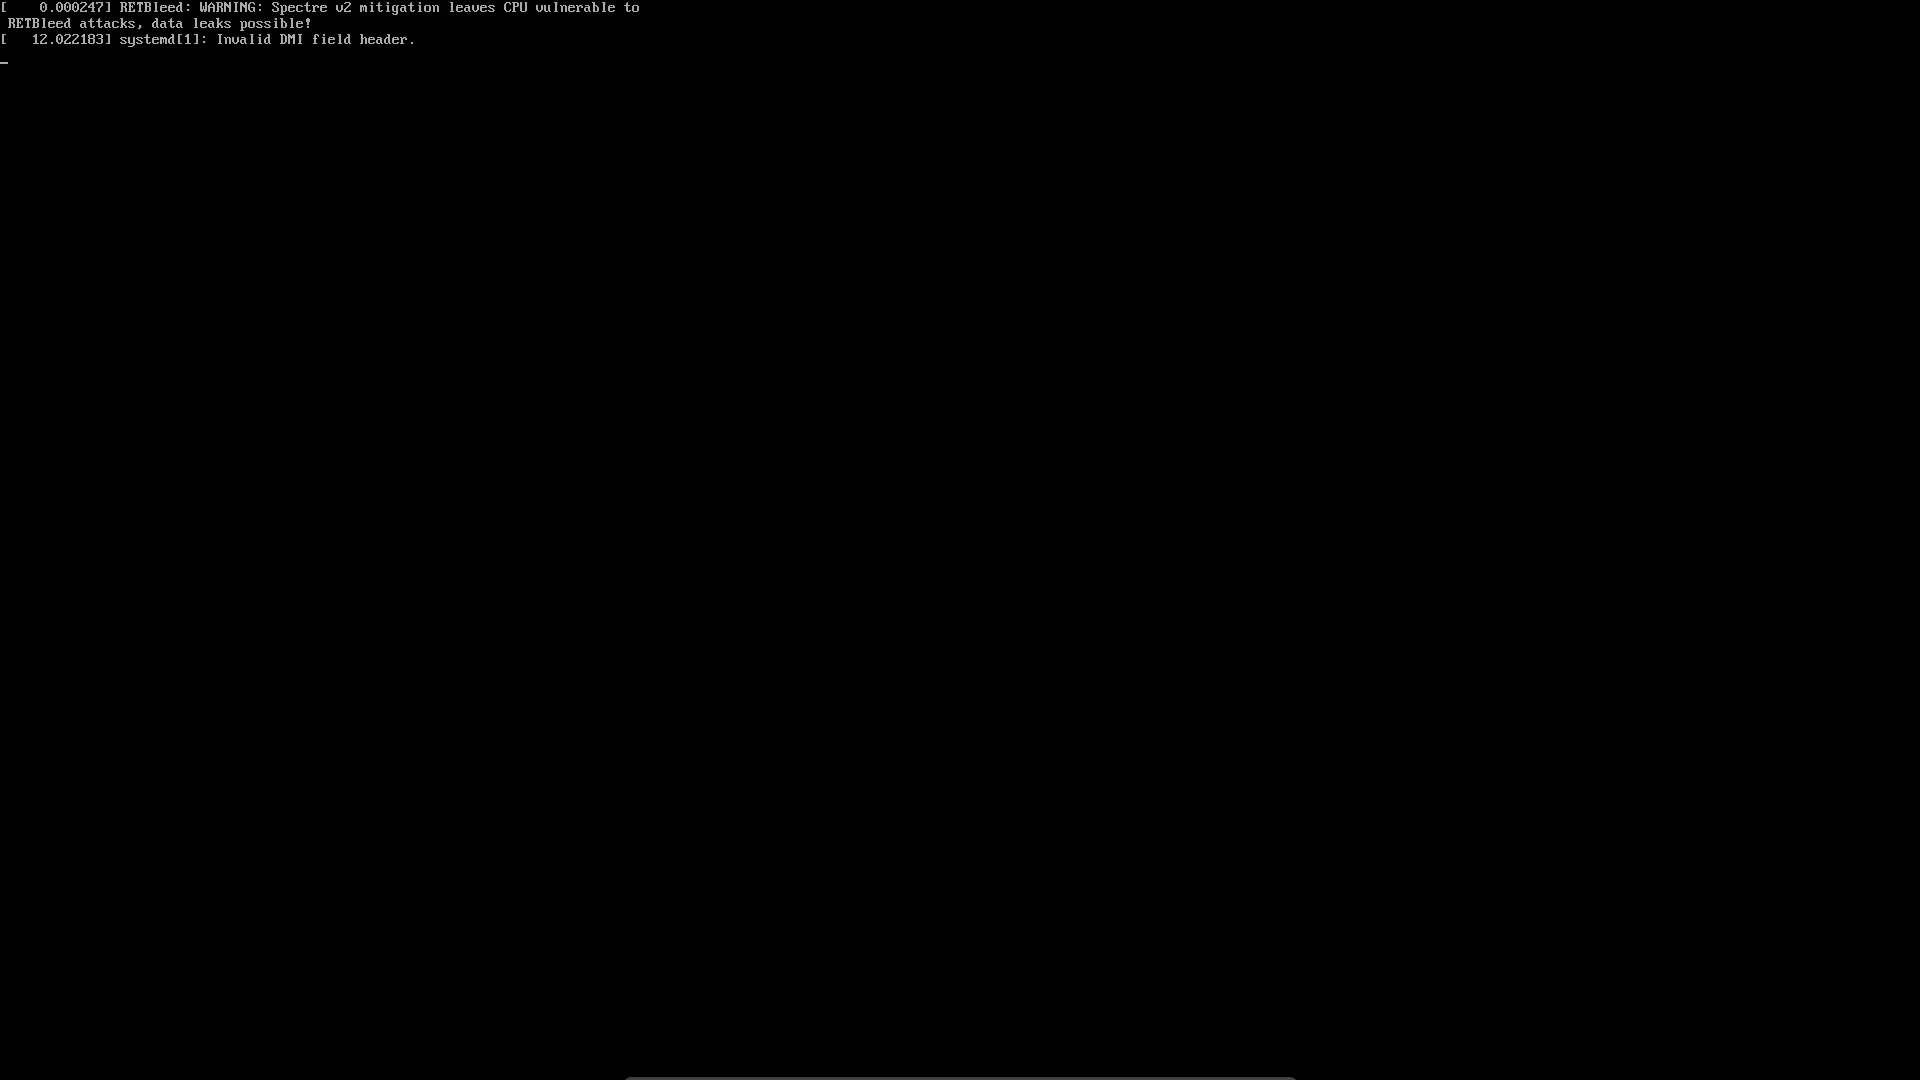 [    0.000247] RETBleed: WARNING: Spectre v2 mitigation leaves CPU vulnerable to
 RETBleed attacks, data leaks possible!
[   12.022183] systemd[1]: Invalid DMI field header.
_